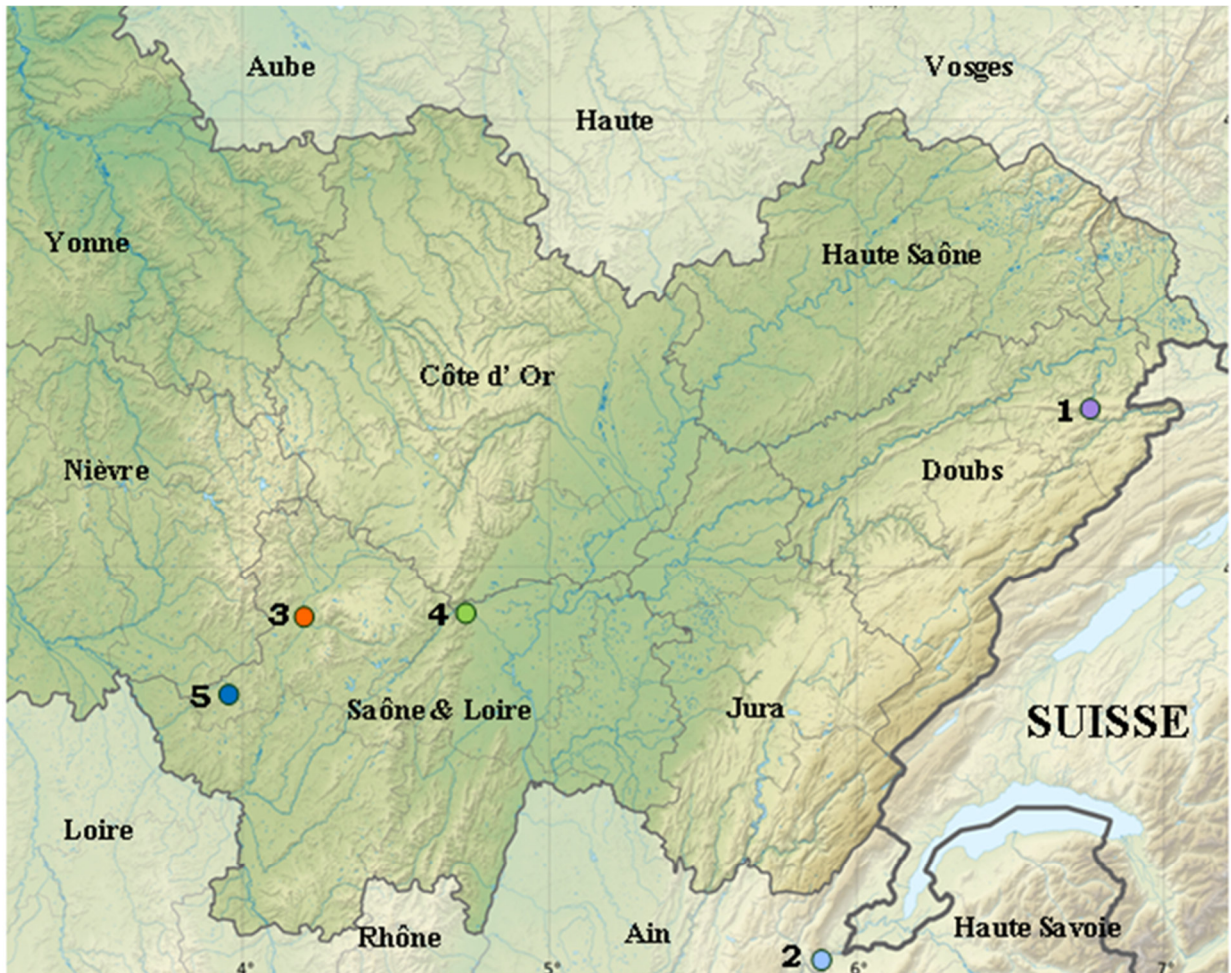 Aube
Vosges
Haute
Yonne
Haute Saône
Côte d' Or
1
Nièvre
Doubs
3
4
5
Saône & Loire
Jura
SUISSE
Loire
Rhône
Ain
Haute Savoie
2
4°
5°
6°
7°